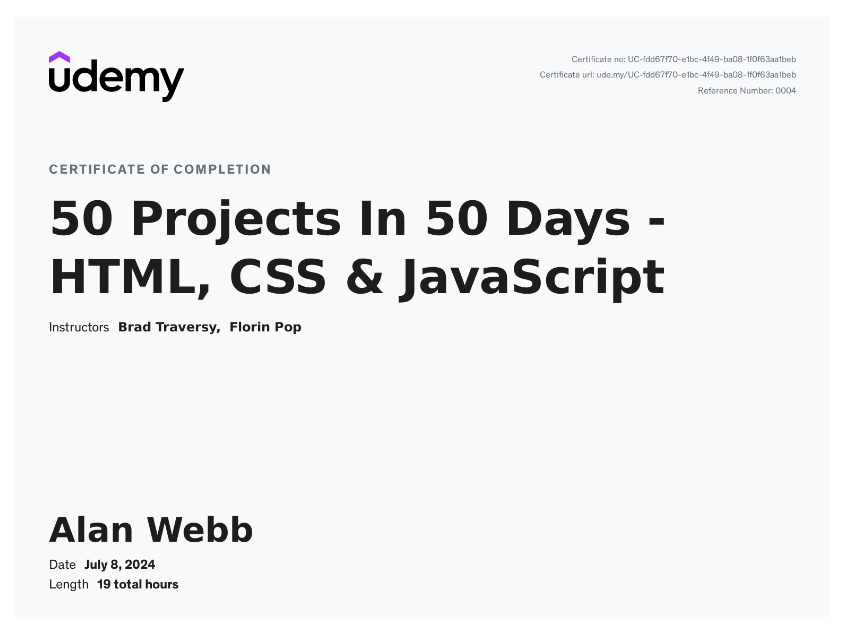 udemy
Certificate no: UC-fdd67f70-e1bc-4f49-ba08-1f0f63aa1beb
Certificate url: ude.my/UC-fdd67f70-e1bc-4f49-ba08-1f0f63aa1beb
Reference Number: 0004
CERTIFICATE OF COMPLETION
50 Projects In 50 Days -
HTML, CSS & JavaScript
Instructors Brad Traversy, Florin Pop
Alan Webb
Date July 8, 2024
Length 19 total hours